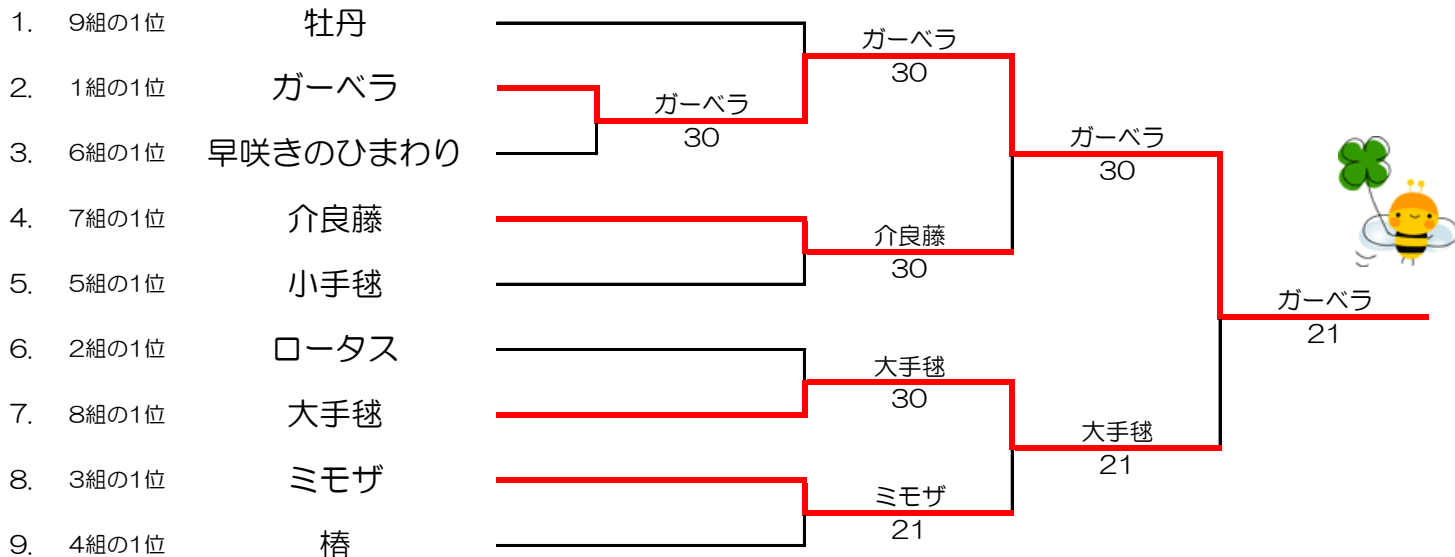 1. 9組の1位 牡丹
2. 1組の1位 ガーベラ
3. 6組の1位 早咲きのひまわり
4. 7組の1位 介良藤
5. 5組の1位 小手毬
6. 2組の1位 ロータス
7. 8組の1位 大手毬
8. 3組の1位 ミモザ
9. 4組の1位 椿
ガーベラ
30
ガーベラ
30
介良藤
30
大手毬
30
ミモザ
21
ガーベラ
30
大手毬
21
ガーベラ
21